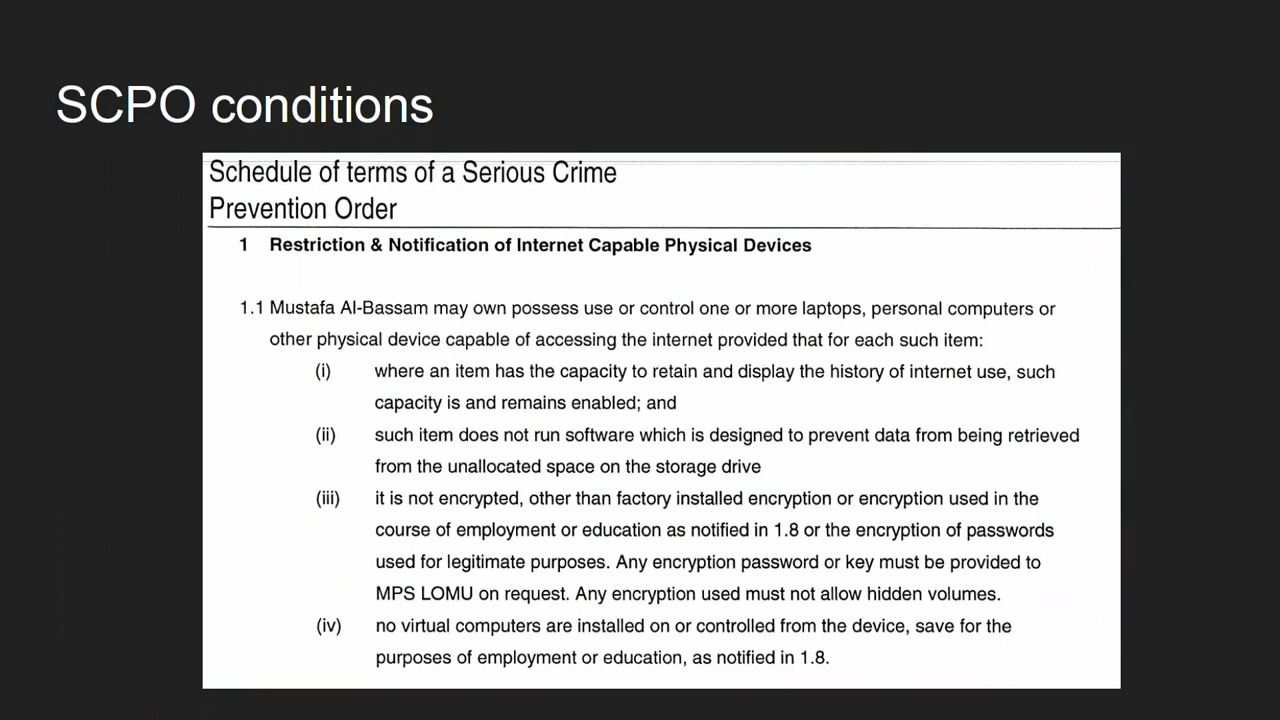 SCPO conditions
Schedule of terms of a Serious Crime
Prevention Order
1 Restriction & Notification of Internet Capable Physical Devices
1.1 Mustafa Al-Bassam may own possess use or control one or more laptops, personal computers or
other physical device capable of accessing the internet provided that for each such item:
(i) where an item has the capacity to retain and display the history of internet use, such
capacity is and remains enabled; and
(ii) such item does not run software which is designed to prevent data from being retrieved
from the unallocated space on the storage drive
(iii) it is not encrypted, other than factory installed encryption or encryption used in the
course of employment or education as notified in 1.8 or the encryption of passwords
used for legitimate purposes. Any encryption password or key must be provided to
MPS LOMU on request. Any encryption used must not allow hidden volumes.
(iv) no virtual computers are installed on or controlled from the device, save for the
purposes of employment or education, as notified in 1.8.